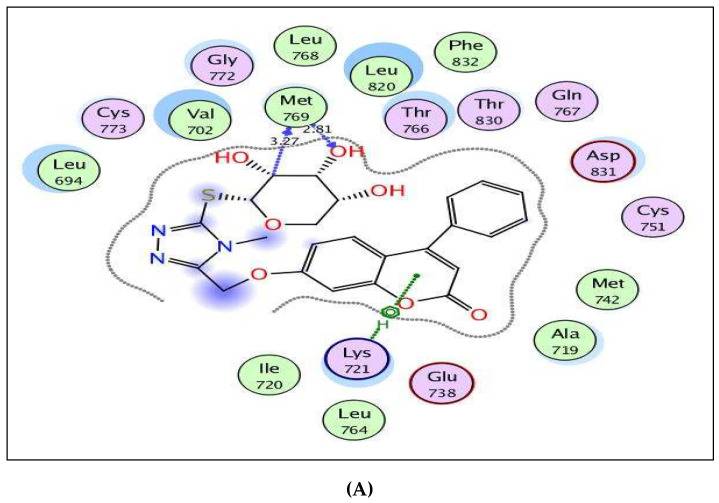 Leu
768
Phe
832
Gly
772
Leu
820
Met
769
Gln
767
Thr
766
Thr
830
Cys
773
Val
702
2.81
3.27
Leu
694
HO
OH
Asp
831
S
OH
Cys
751
O
N
N
N
O
O
O
Met
742
H
Ala
719
Lys
721
Ile
720
Glu
738
Leu
764
(A)